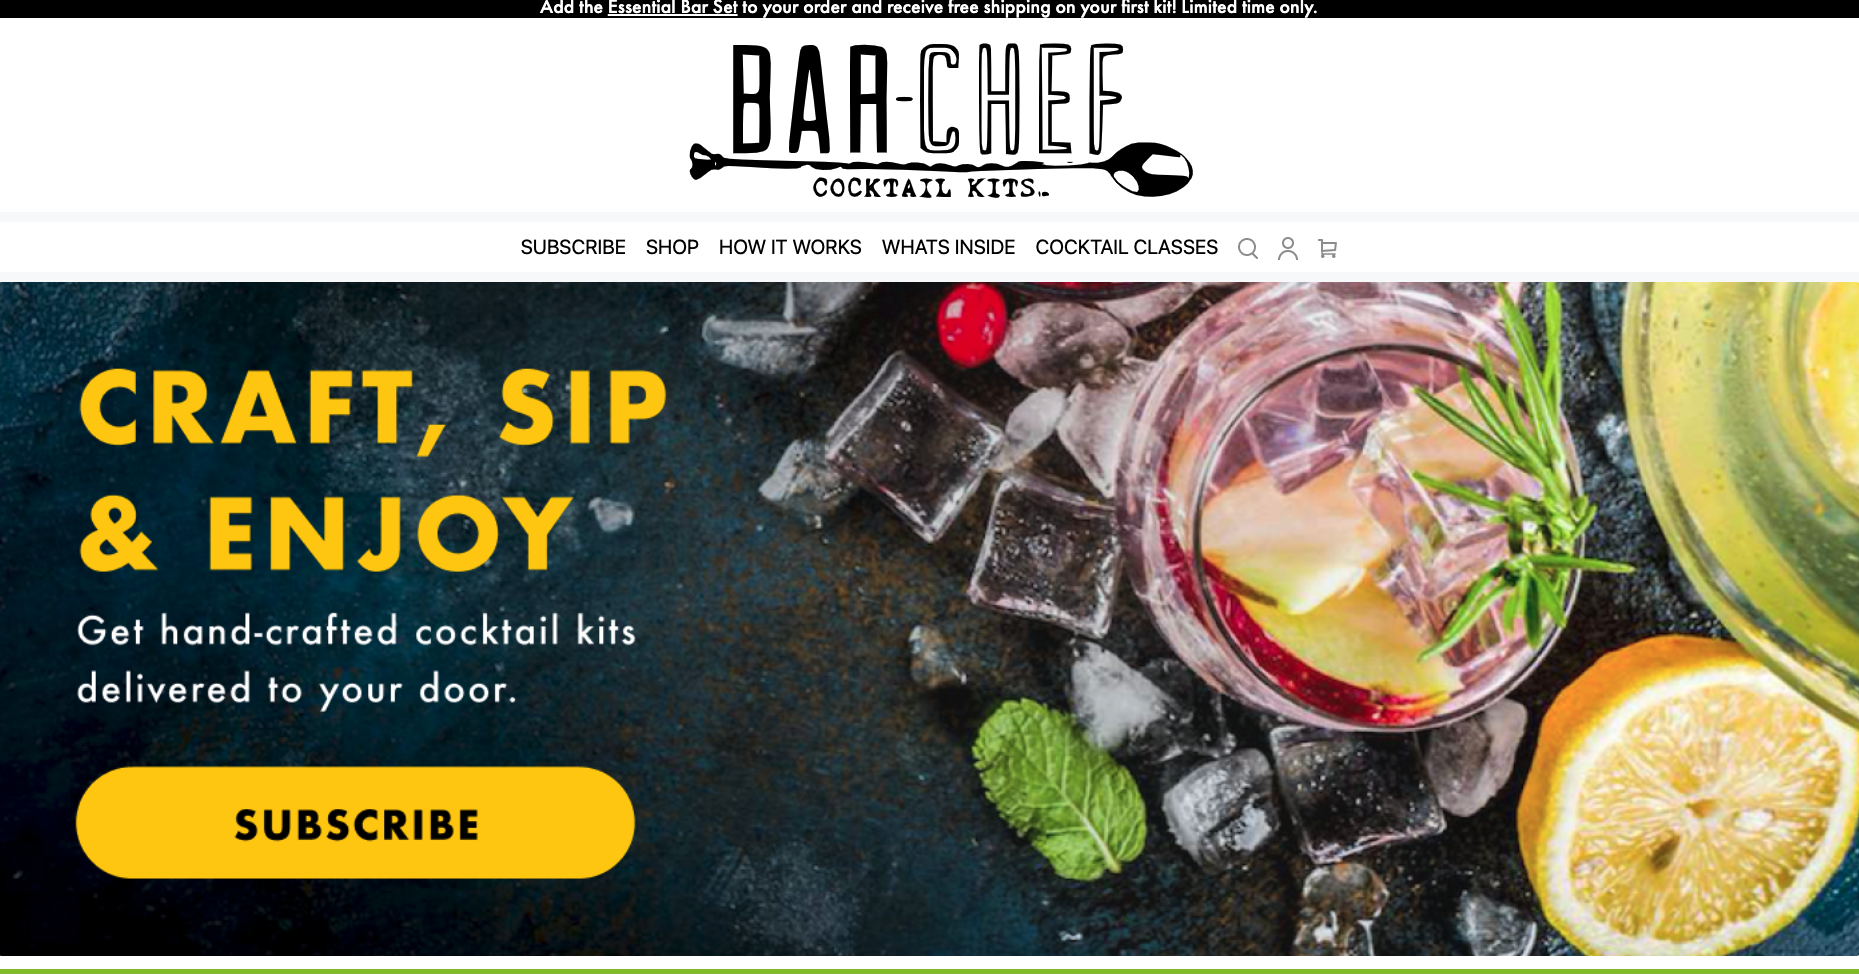 Add the Essential Bar Set to your order and receive free shipping on your first kit! Limited time only.
BAR-CHEF
COCKTAIL KITS
SUBSCRIBE SHOP HOW IT WORKS WHATS INSIDE COCKTAIL CLASSES
CRAFT, SIP
& ENJOY
Get hand-crafted cocktail kits
delivered to your door.
SUBSCRIBE